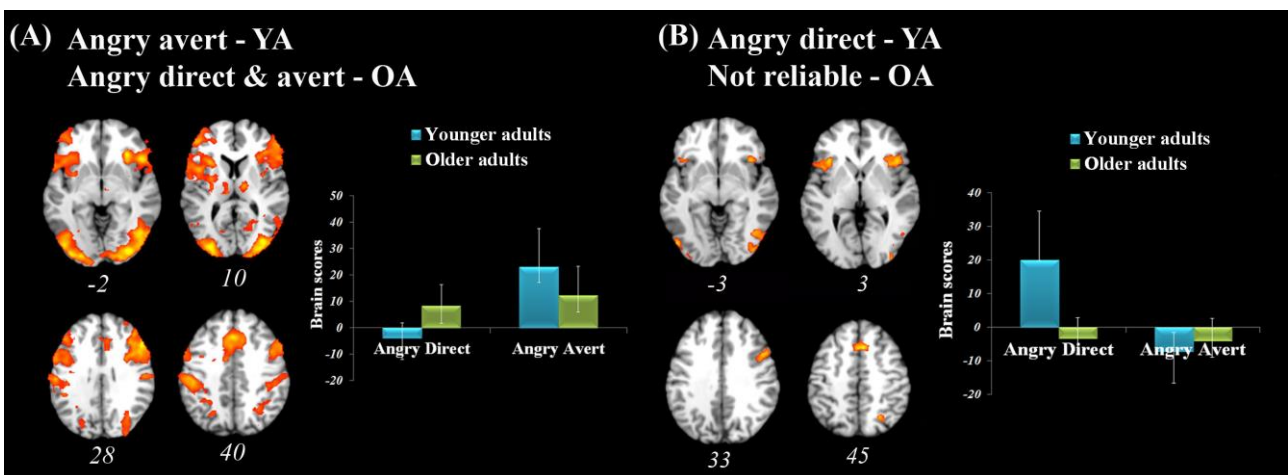 (A) Angry avert - YA
Angry direct & avert - OA
-2
10
28
40
Younger adults
Older adults
Brain scores
50
40
30
20
10
0
-10
-20
Angry Direct
Angry Avert
(B) Angry direct - YA
Not reliable - OA
-3
3
33
45
Younger adults
Older adults
Brain scores
40
30
20
10
0
-10
-20
Angry Direct
Angry Avert